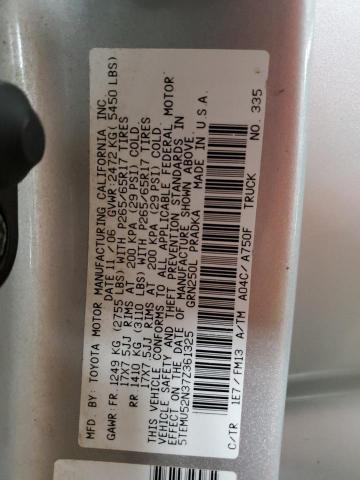 MFD. BY: TOYOTA MOTOR MANUFACTURING CALIFORNIA INC.
DATE 11/06 GVWR 2472 KG( 5450 LBS)
GAWR FR 1249 KG (2755 LBS) WITH P265/65R17 TIRES
17X7.5JJ RIMS AT 200 KPA (29 PSI) COLD.
RR 1410 KG (3110 LBS) WITH P265/65R17 TIRES
17X7.5JJ RIMS AT 200 KPA (29 PSI) COLD.
THIS VEHICLE CONFORMS TO ALL APPLICABLE FEDERAL MOTOR
VEHICLE SAFETY AND THEFT PREVENTION STANDARDS IN
EFFECT ON THE DATE OF MANUFACTURE SHOWN ABOVE.
5TEMU52N37Z361325 TRUCK
GRN250L PRADKA MADE IN U.S.A.
C/TR 1E7/FM13 A/TM A04C/A750F NO. 335